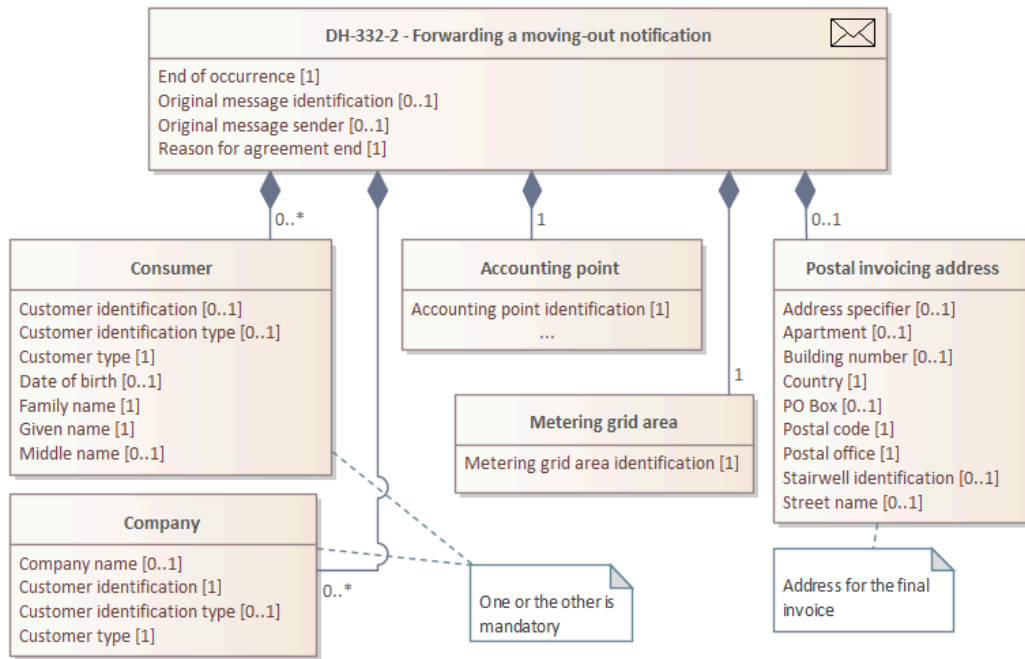 DH-332-2 - Forwarding a moving-out notification
End of occurrence [1]
Original message identification [0..1]
Original message sender [0..1]
Reason for agreement end [1]
0..*
1
0..1
Consumer
Customer identification [0..1]
Customer identification type [0..1]
Customer type [1]
Date of birth [0..1]
Family name [1]
Given name [1]
Middle name [0..1]
Accounting point
Accounting point identification [1]
...
Postal invoicing address
Address specifier [0..1]
Apartment [0..1]
Building number [0..1]
Country [1]
PO Box [0..1]
Postal code [1]
Postal office [1]
Stairwell identification [0..1]
Street name [0..1]
1
Metering grid area
Metering grid area identification [1]
Company
Company name [0..1]
Customer identification [1]
Customer identification type [0..1]
Customer type [1]
0..*
One or the other is
mandatory
Address for the final
invoice